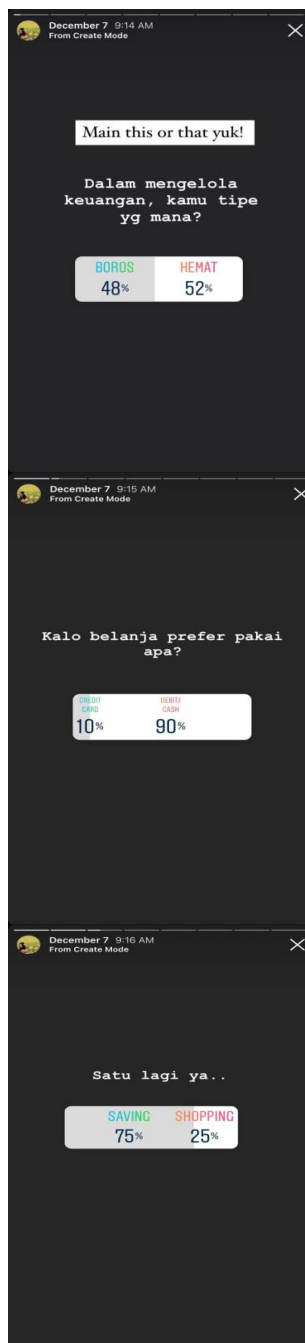 December 7 9:14 AM
From Create Mode
Main this or that yuk!
Dalam mengelola
keuangan, kamu tipe
yg mana?
BOROS HEMAT
48% 52%
December 7 9:15 AM
From Create Mode
Kalo belanja prefer pakai
apa?
CREDIT DEBIT/
CARD CASH
10% 90%
December 7 9:16 AM
From Create Mode
Satu lagi ya..
SAVING SHOPPING
75% 25%